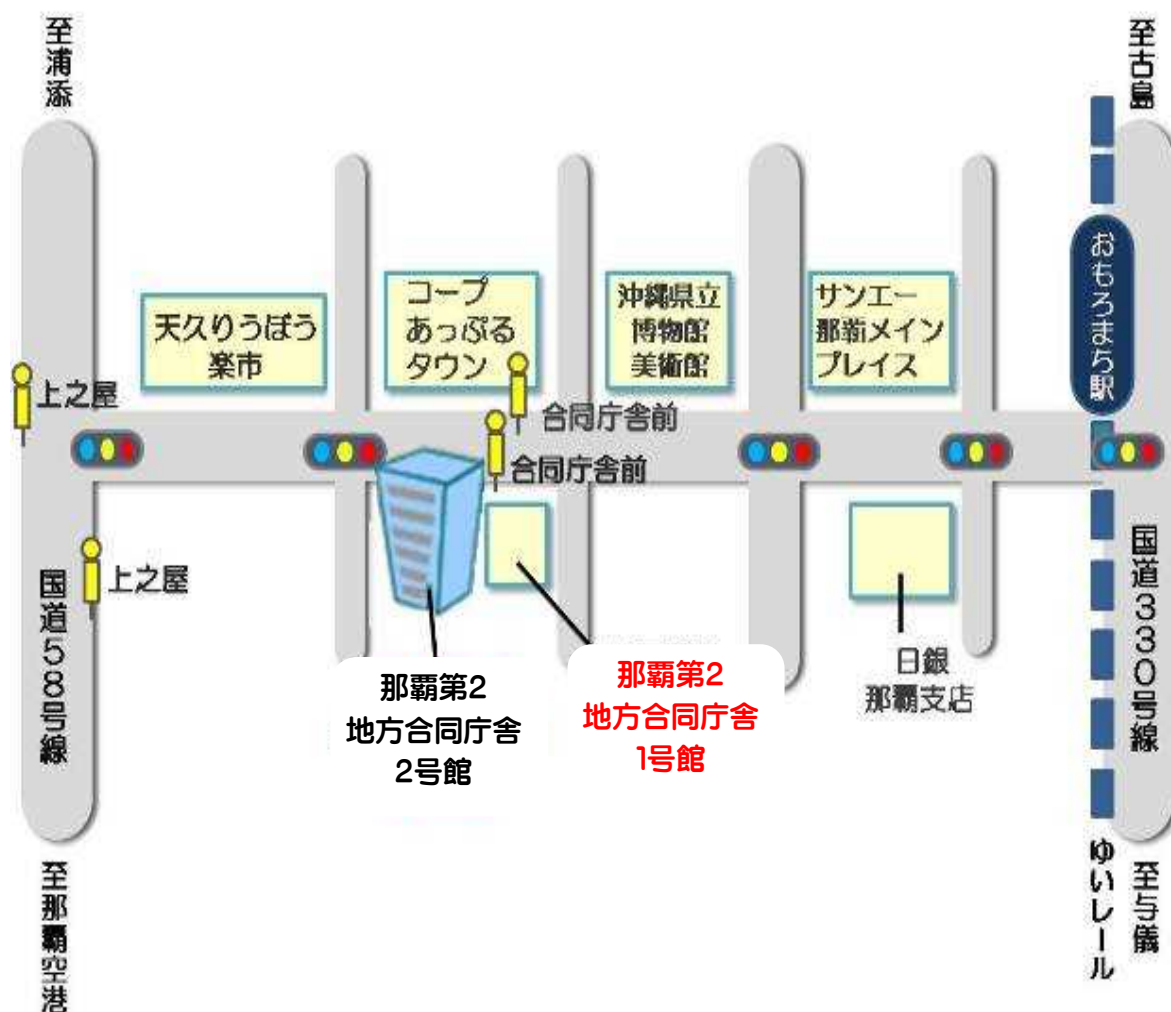 至浦添
至古島
おもろまち駅
天久りうぼう
楽市
コープ
あっぷる
タウン
沖縄県立
博物館
美術館
サンエー
那覇メイン
プレイス
上之屋
合同庁舎前
合同庁舎前
上之屋
国道58号線
国道330号線
那覇第2
地方合同庁舎
2号館
那覇第2
地方合同庁舎
1号館
日銀
那覇支店
至那覇空港
ゆいレール
至与儀